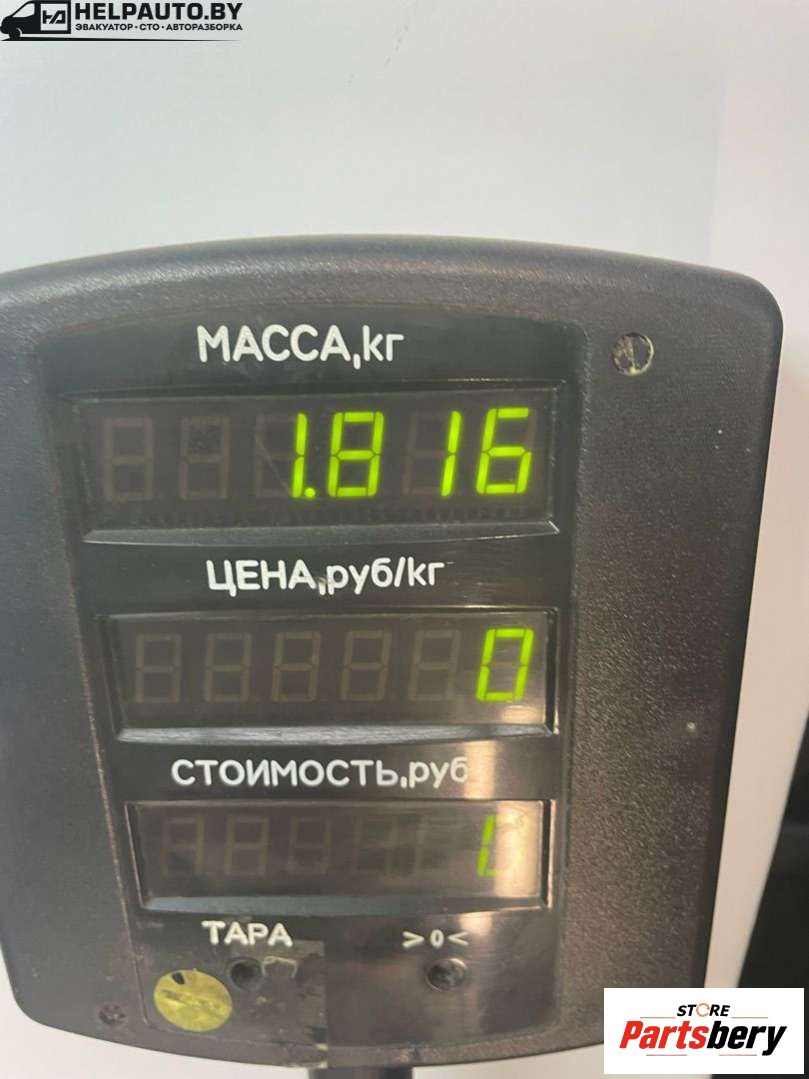 HELPAUTO.BY
ЭВАКУАТОР • СТО • АВТОРАЗБОРКА
МАССА,кг
1.816
ЦЕНА,руб/кг
0
СТОИМОСТЬ,руб
ТАРА >0<
STORE
Partsbery